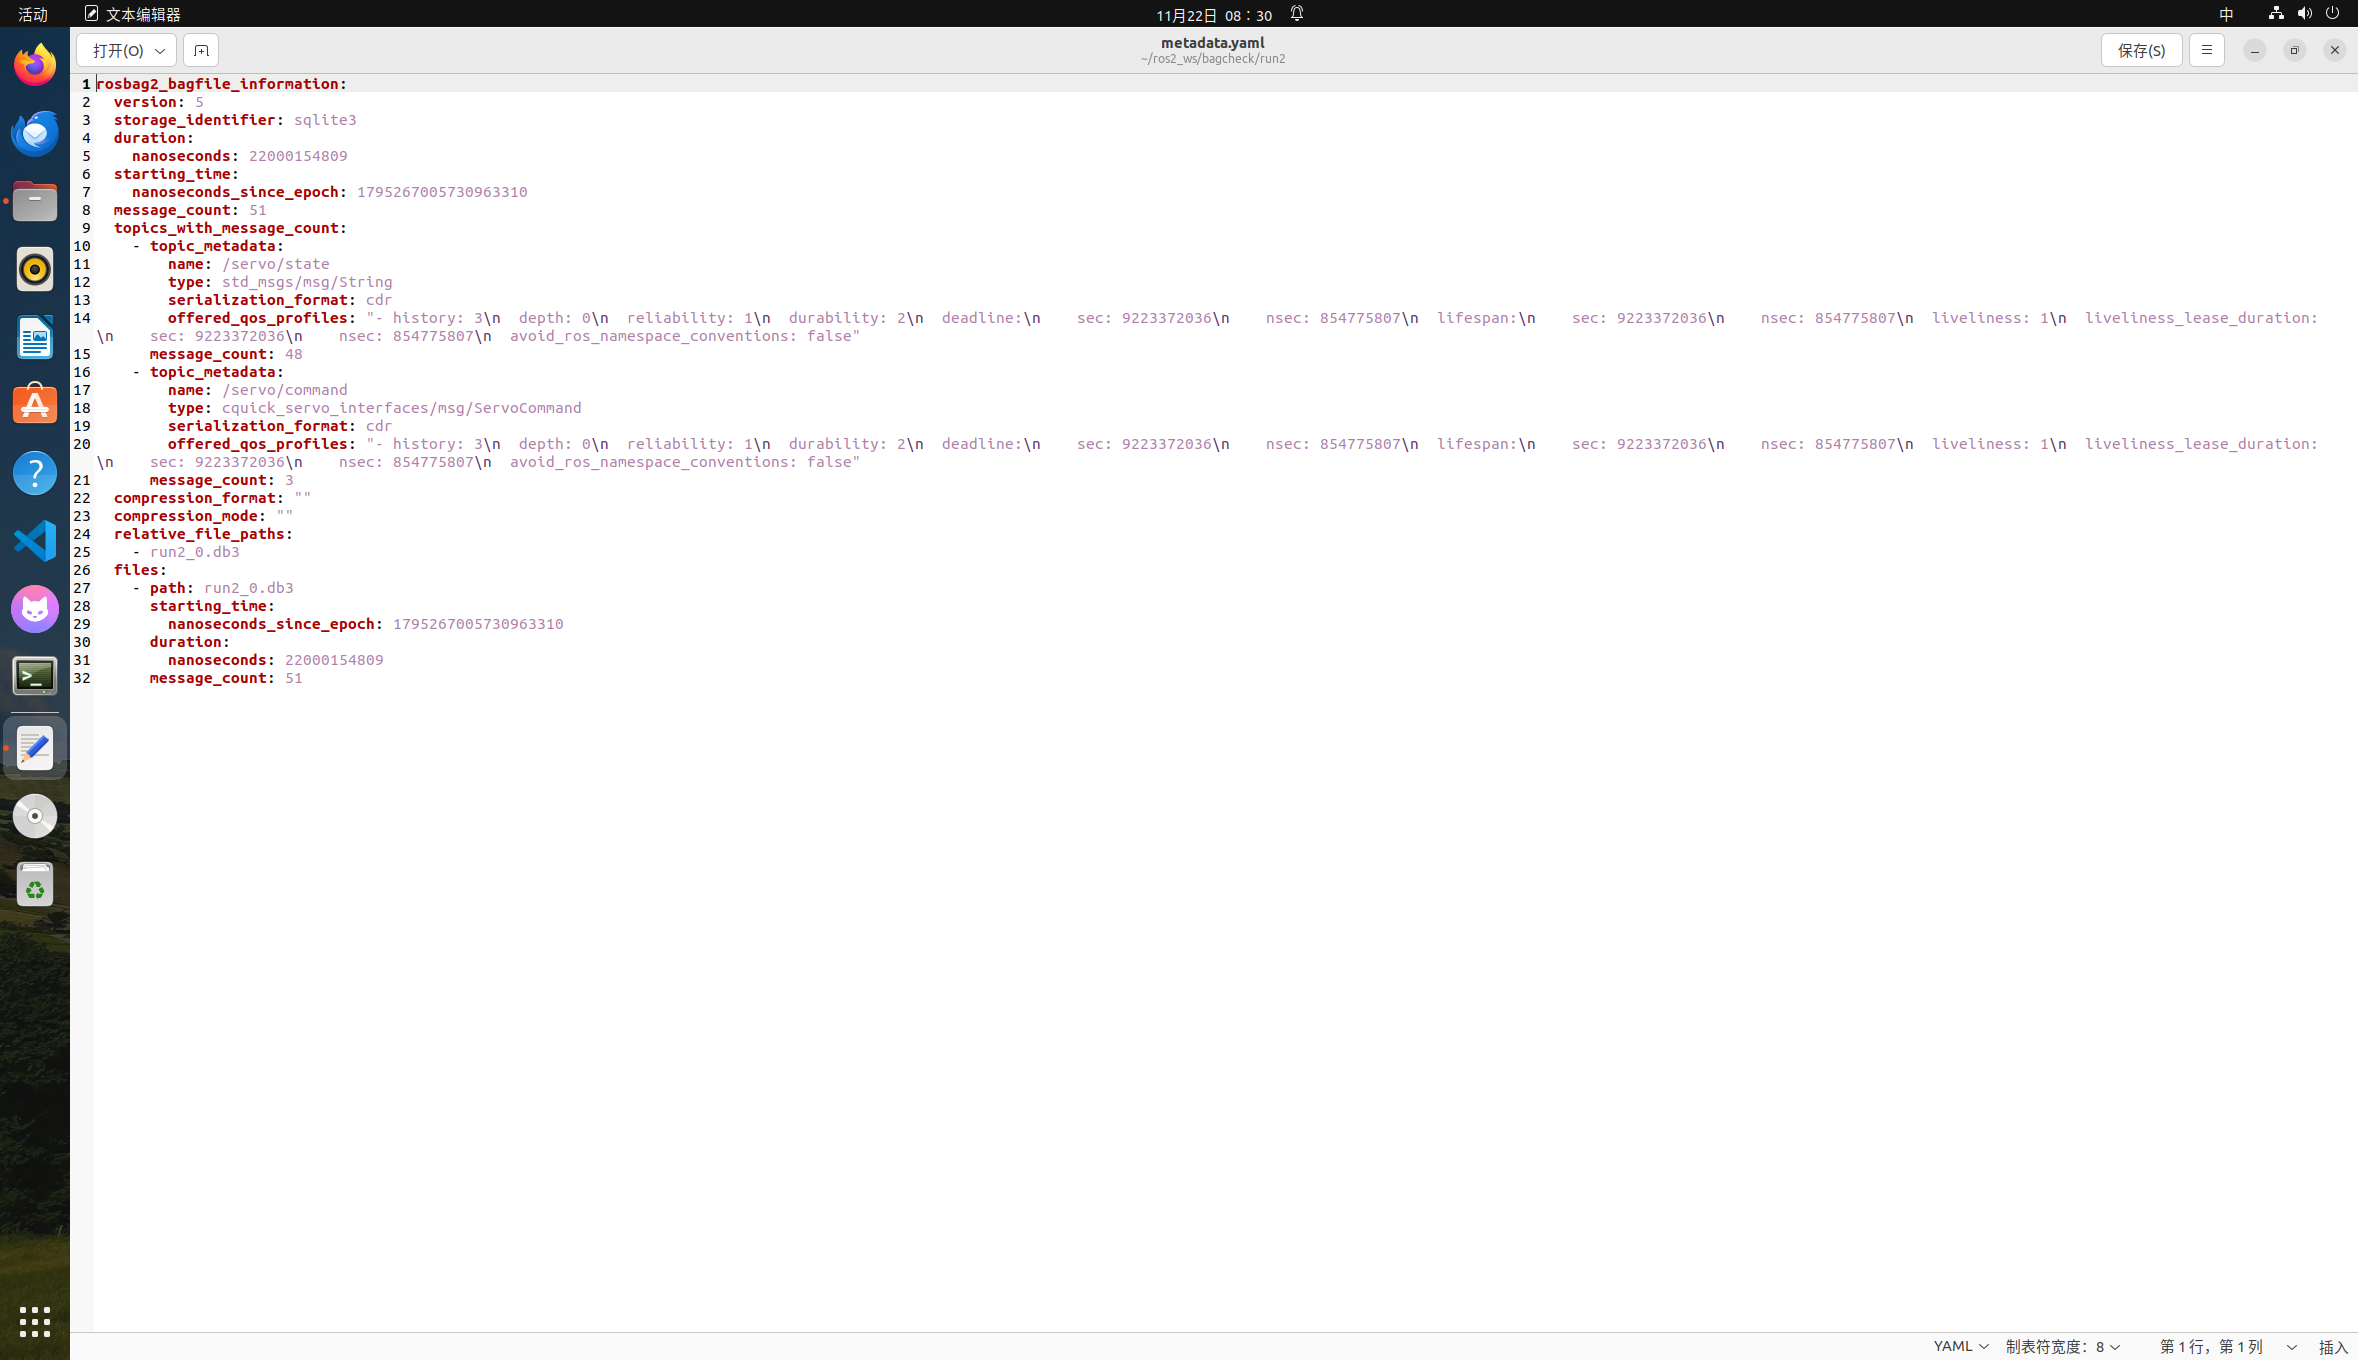 活动 文本编辑器 11月22日 08：30 中
打开(O) metadata.yaml 保存(S)
~/ros2_ws/bagcheck/run2
1 rosbag2_bagfile_information:
2   version: 5
3   storage_identifier: sqlite3
4   duration:
5     nanoseconds: 22000154809
6   starting_time:
7     nanoseconds_since_epoch: 1795267005730963310
8   message_count: 51
9   topics_with_message_count:
10     - topic_metadata:
11         name: /servo/state
12         type: std_msgs/msg/String
13         serialization_format: cdr
14         offered_qos_profiles: "- history: 3\n  depth: 0\n  reliability: 1\n  durability: 2\n  deadline:\n    sec: 9223372036\n    nsec: 854775807\n  lifespan:\n    sec: 9223372036\n    nsec: 854775807\n  liveliness: 1\n  liveliness_lease_duration:
\n    sec: 9223372036\n    nsec: 854775807\n  avoid_ros_namespace_conventions: false"
15       message_count: 48
16     - topic_metadata:
17         name: /servo/command
18         type: cquick_servo_interfaces/msg/ServoCommand
19         serialization_format: cdr
20         offered_qos_profiles: "- history: 3\n  depth: 0\n  reliability: 1\n  durability: 2\n  deadline:\n    sec: 9223372036\n    nsec: 854775807\n  lifespan:\n    sec: 9223372036\n    nsec: 854775807\n  liveliness: 1\n  liveliness_lease_duration:
\n    sec: 9223372036\n    nsec: 854775807\n  avoid_ros_namespace_conventions: false"
21       message_count: 3
22   compression_format: ""
23   compression_mode: ""
24   relative_file_paths:
25     - run2_0.db3
26   files:
27     - path: run2_0.db3
28       starting_time:
29         nanoseconds_since_epoch: 1795267005730963310
30       duration:
31         nanoseconds: 22000154809
32       message_count: 51
YAML 制表符宽度：8 第 1 行，第 1 列 插入